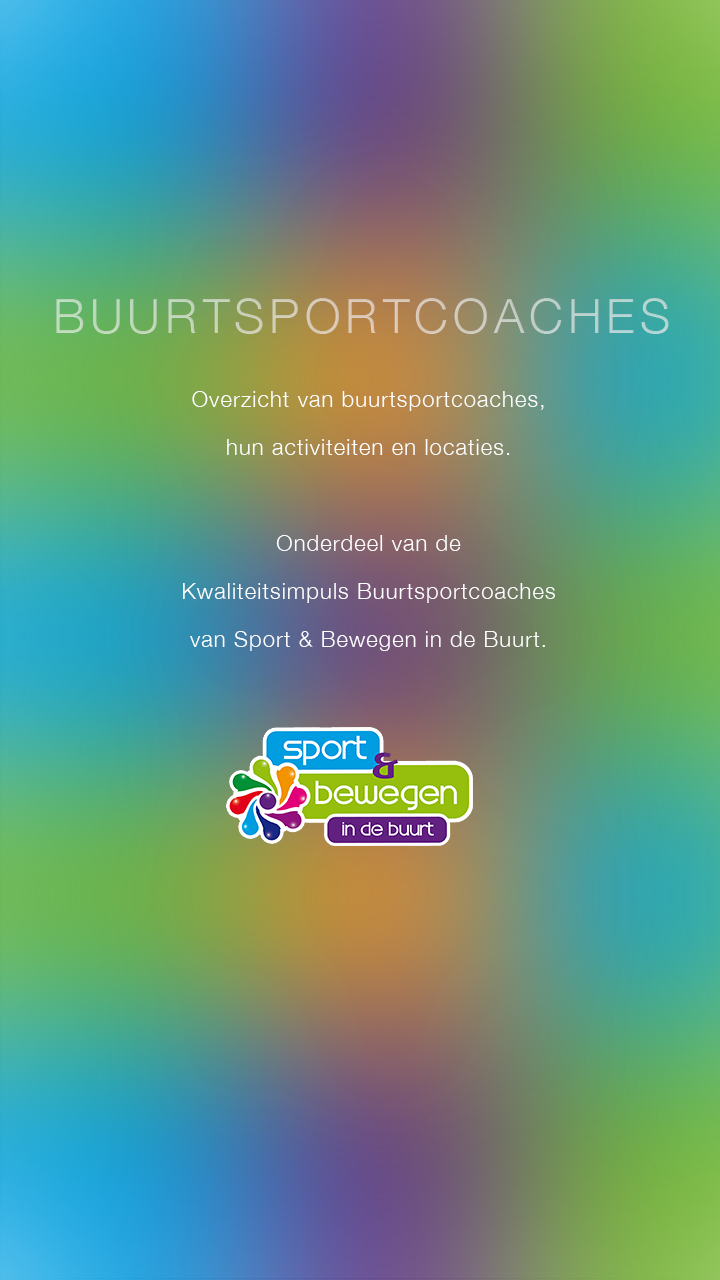 BUURTSPORTCOACHES
Overzicht van buurtsportcoaches,
hun activiteiten en locaties.
Onderdeel van de
Kwaliteitsimpuls Buurtsportcoaches
van Sport & Bewegen in de Buurt.
sport
&
bewegen
in de buurt